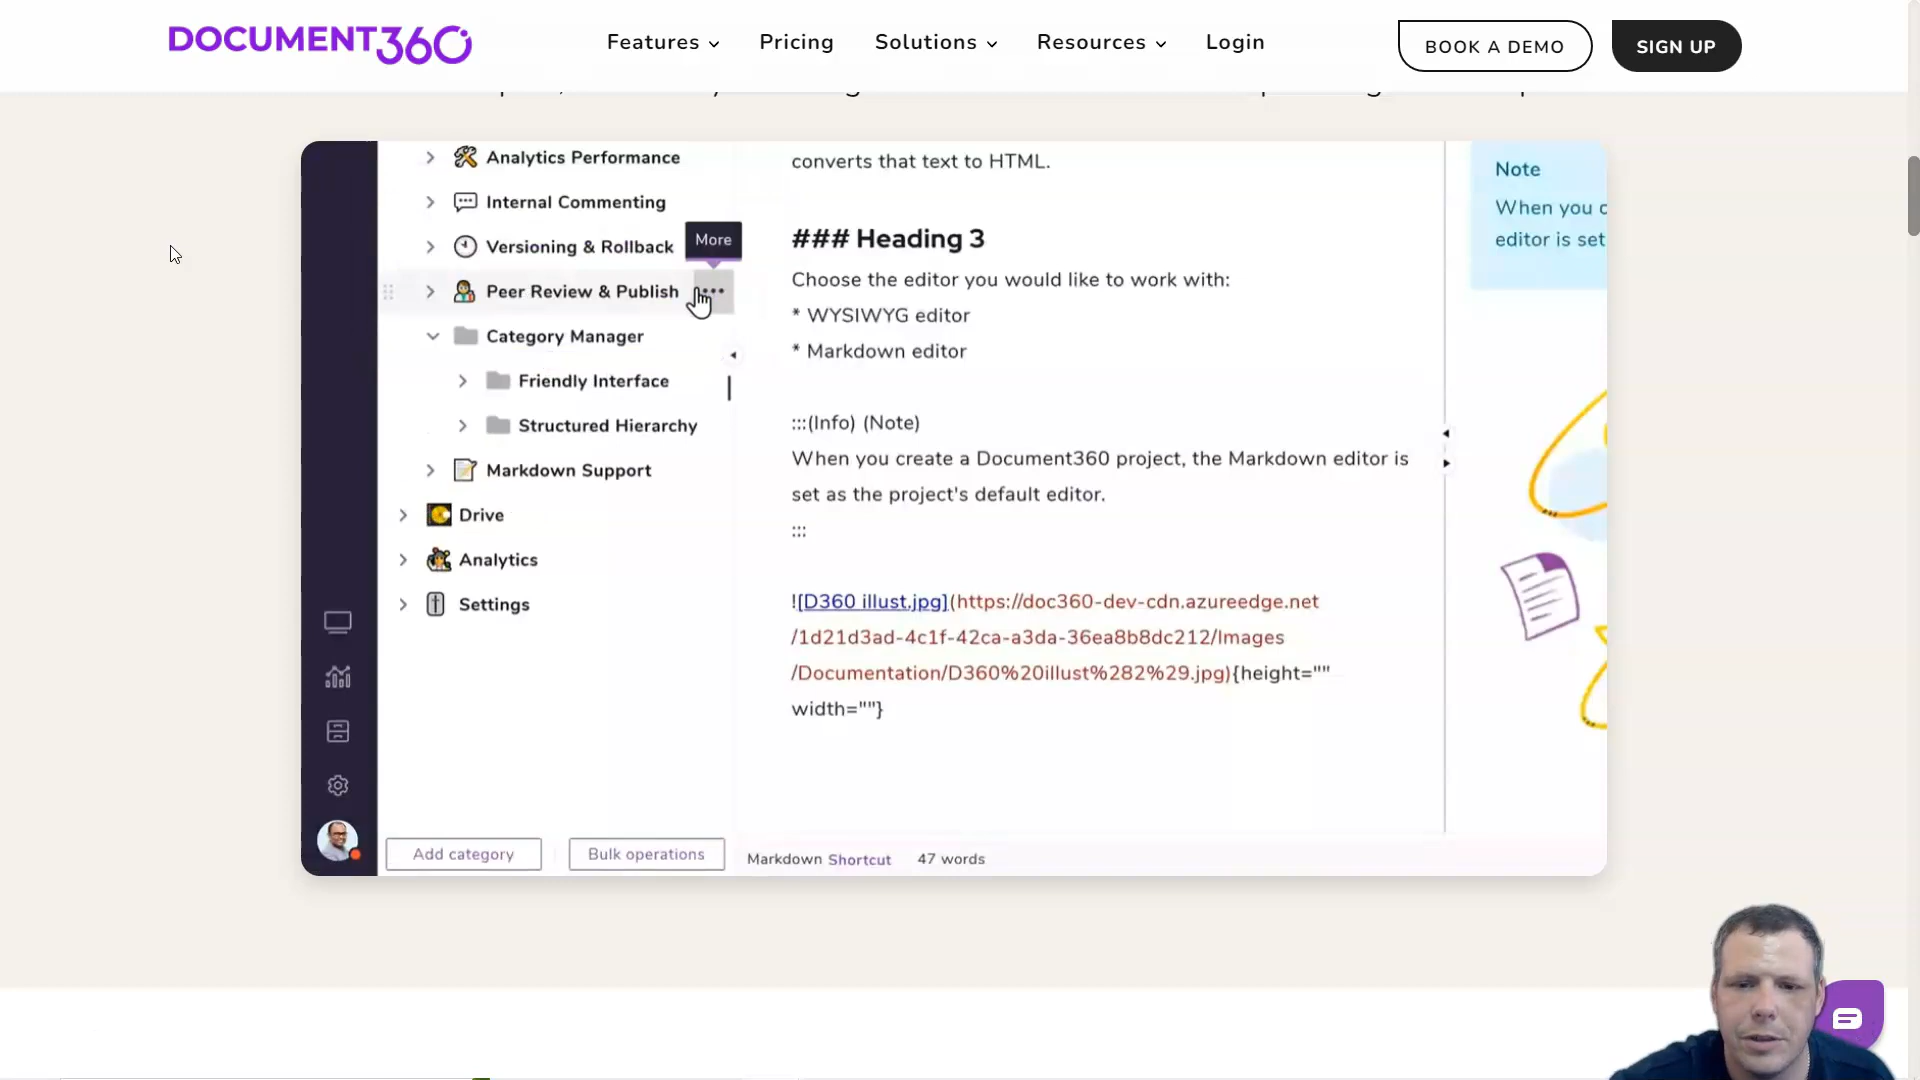 DOCUMENT360
Features
Pricing
Solutions
Resources
Login
BOOK A DEMO
SIGN UP
Analytics Performance
Internal Commenting
Versioning & Rollback
More
Peer Review & Publish
Category Manager
Friendly Interface
Structured Hierarchy
Markdown Support
Drive
Analytics
Settings
Add category
Bulk operations
converts that text to HTML.
### Heading 3
Choose the editor you would like to work with:
* WYSIWYG editor
* Markdown editor
:::(Info) (Note)
When you create a Document360 project, the Markdown editor is
set as the project's default editor.
:::
![D360 illust.jpg](https://doc360-dev-cdn.azureedge.net
/1d21d3ad-4c1f-42ca-a3da-36ea8b8dc212/Images
/Documentation/D360%20illust%282%29.jpg){height=""
width=""}
Markdown Shortcut 47 words
Note
When you c
editor is set